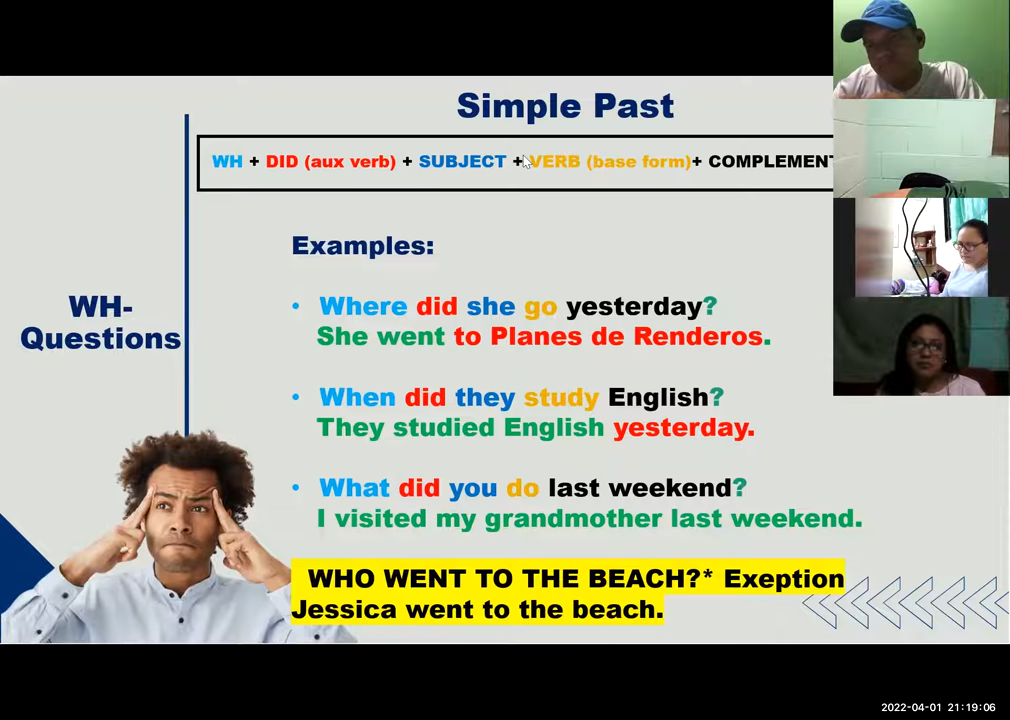 Simple Past
WH + DID (aux verb) + SUBJECT + VERB (base form)+ COMPLEMENT
WH-
Questions
Examples:
• Where did she go yesterday?
She went to Planes de Renderos.
• When did they study English?
They studied English yesterday.
• What did you do last weekend?
I visited my grandmother last weekend.
WHO WENT TO THE BEACH?* Exeption
Jessica went to the beach.
2022-04-01 21:19:06